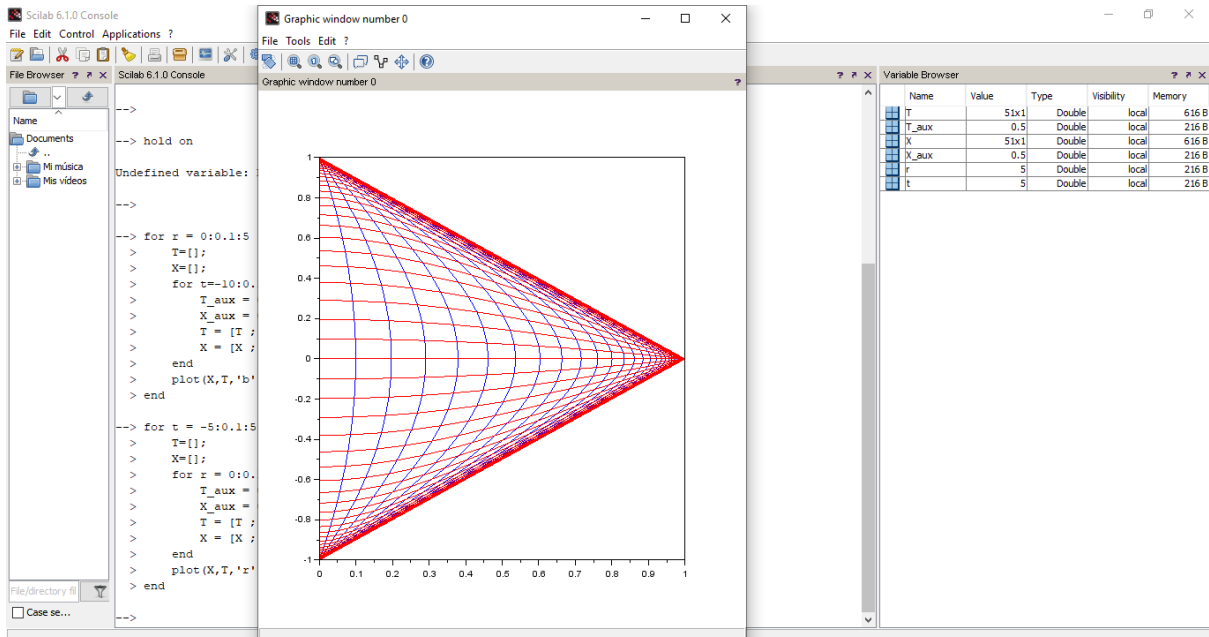 Scilab 6.1.0 Console
File Edit Control Applications ?
File Browser ? Scilab 6.1.0 Console
Name
Documents
..
Mi música
Mis vídeos
File/directory fil
Case se...
-->
--> hold on
Undefined variable:
-->
--> for r = 0:0.1:5
> T=[];
> X=[];
> for t=-10:0.
> T_aux =
> X_aux =
> T = [T ;
> X = [X ;
> end
> plot(X,T,'b'
> end
--> for t = -5:0.1:5
> T=[];
> X=[];
> for r = 0:0.
> T_aux =
> X_aux =
> T = [T ;
> X = [X ;
> end
> plot(X,T,'r'
> end
-->
Graphic window number 0
File Tools Edit ?
Graphic window number 0 ?
1
0.8
0.6
0.4
0.2
0
-0.2
-0.4
-0.6
-0.8
-1
0 0.1 0.2 0.3 0.4 0.5 0.6 0.7 0.8 0.9 1
?
Variable Browser ?
Name Value Type Visibility Memory
T 51x1 Double local 616 B
T_aux 0.5 Double local 216 B
X 51x1 Double local 616 B
X_aux 0.5 Double local 216 B
r 5 Double local 216 B
t 5 Double local 216 B